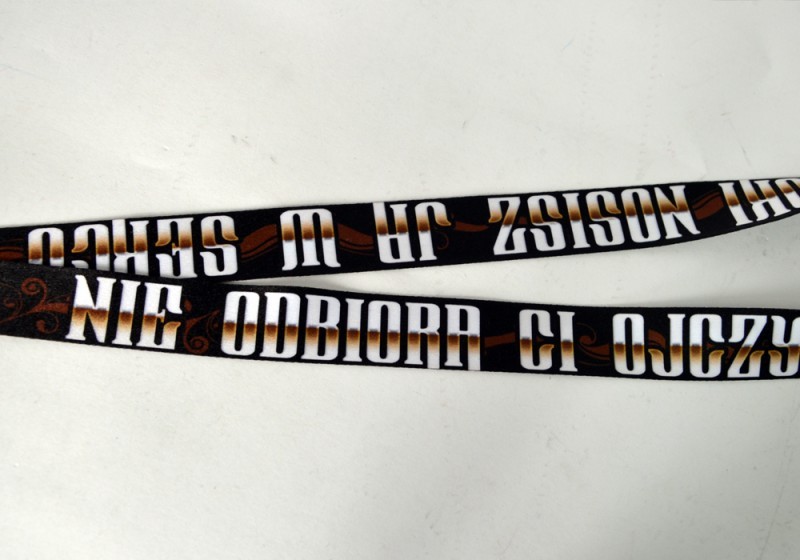 NOSISZ JA W SERCU
NIE ODBIORA CI OJCZY